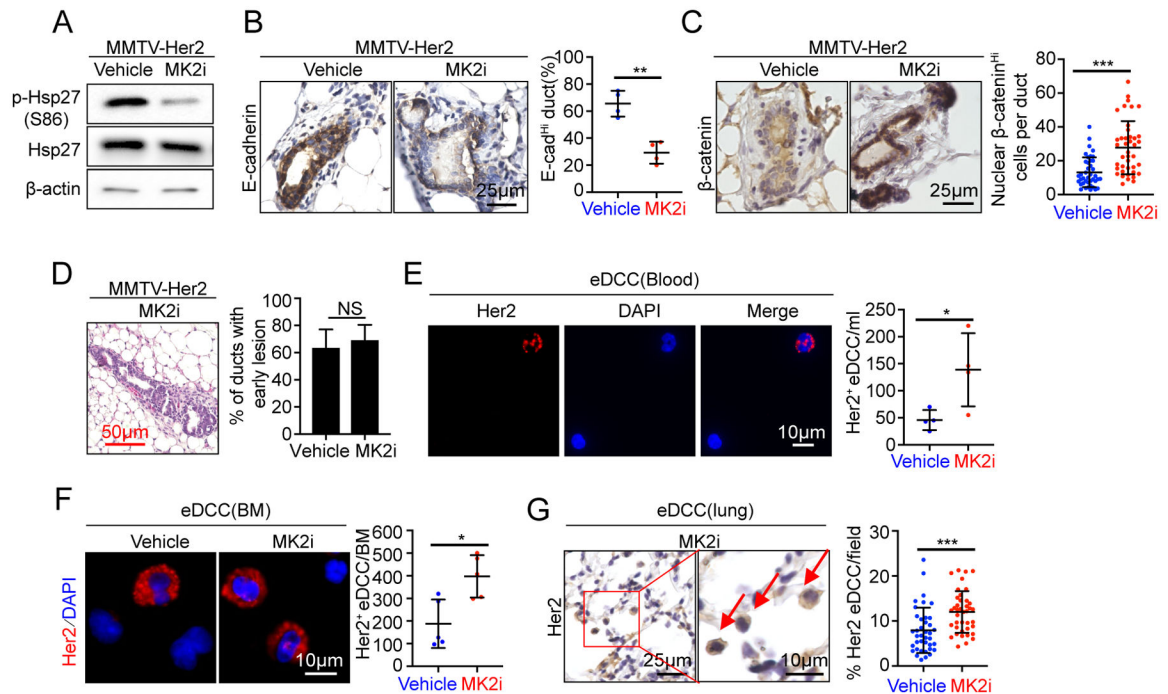 A
MMTV-Her2
Vehicle MK2i
p-Hsp27
(S86)
Hsp27
β-actin
B
MMTV-Her2
Vehicle MK2i
E-cadherin
25μm
E-cad^Hi duct(%)
100
80
60
40
20
0
**
Vehicle MK2i
C
MMTV-Her2
Vehicle MK2i
β-catenin
25μm
Nuclear β-catenin^Hi
cells per duct
80
60
40
20
0
***
Vehicle MK2i
D
MMTV-Her2
MK2i
50μm
% of ducts with
early lesion
100
80
60
40
20
0
NS
Vehicle MK2i
E
eDCC(Blood)
Her2 DAPI Merge
10μm
Her2⁺ eDCC/ml
250
200
150
100
50
0
*
Vehicle MK2i
F
eDCC(BM)
Vehicle MK2i
Her2/DAPI
10μm
Her2⁺ eDCC/BM
600
500
400
300
200
100
0
*
Vehicle MK2i
G
eDCC(lung)
MK2i
Her2
25μm
10μm
% Her2 eDCC/field
30
20
10
0
***
Vehicle MK2i